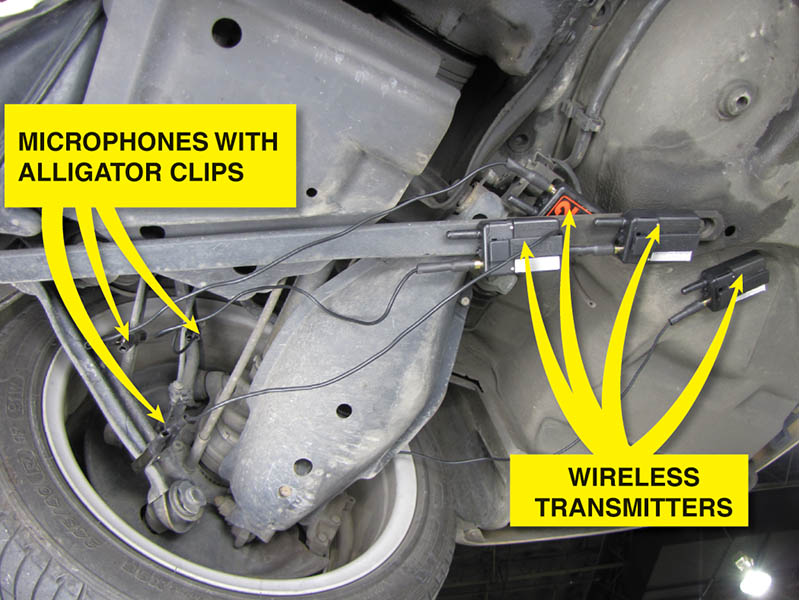 MICROPHONES WITH
ALLIGATOR CLIPS
WIRELESS
TRANSMITTERS